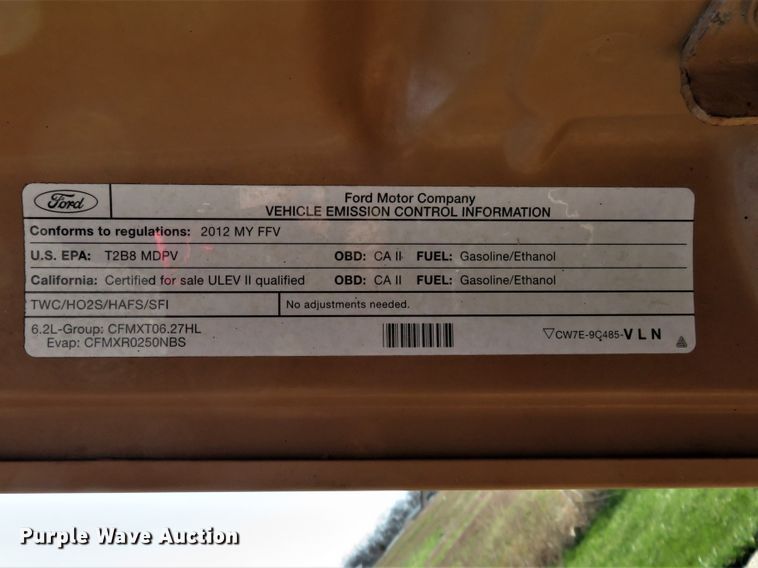 Ford
Ford Motor Company
VEHICLE EMISSION CONTROL INFORMATION
Conforms to regulations: 2012 MY FFV
U.S. EPA: T2B8 MDPV OBD: CA II FUEL: Gasoline/Ethanol
California: Certified for sale ULEV II qualified OBD: CA II FUEL: Gasoline/Ethanol
TWC/HO2S/HAFS/SFI No adjustments needed.
6.2L-Group: CFMXT06.27HL
Evap: CFMXR0250NBS
CW7E-9C485-VLN
Purple Wave Auction